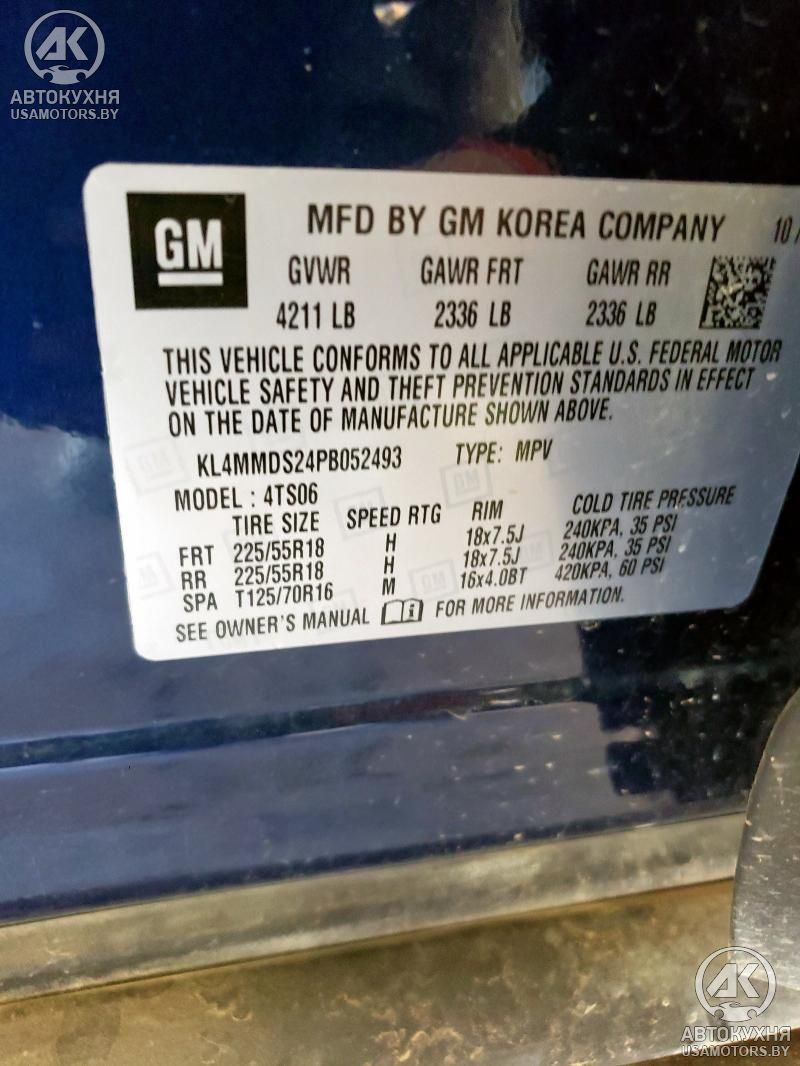 AK
АВТОКУХНЯ
USAMOTORS.BY
GM
MFD BY GM KOREA COMPANY 10/
GVWR GAWR FRT GAWR RR
4211 LB 2336 LB 2336 LB
THIS VEHICLE CONFORMS TO ALL APPLICABLE U.S. FEDERAL MOTOR
VEHICLE SAFETY AND THEFT PREVENTION STANDARDS IN EFFECT
ON THE DATE OF MANUFACTURE SHOWN ABOVE.
KL4MMDS24PB052493 TYPE: MPV
MODEL : 4TS06
TIRE SIZE SPEED RTG RIM COLD TIRE PRESSURE
FRT 225/55R18 H 18x7.5J 240KPA, 35 PSI
RR 225/55R18 H 18x7.5J 240KPA, 35 PSI
SPA T125/70R16 M 16x4.0BT 420KPA, 60 PSI
SEE OWNER'S MANUAL i FOR MORE INFORMATION.
AK
АВТОКУХНЯ
USAMOTORS.BY